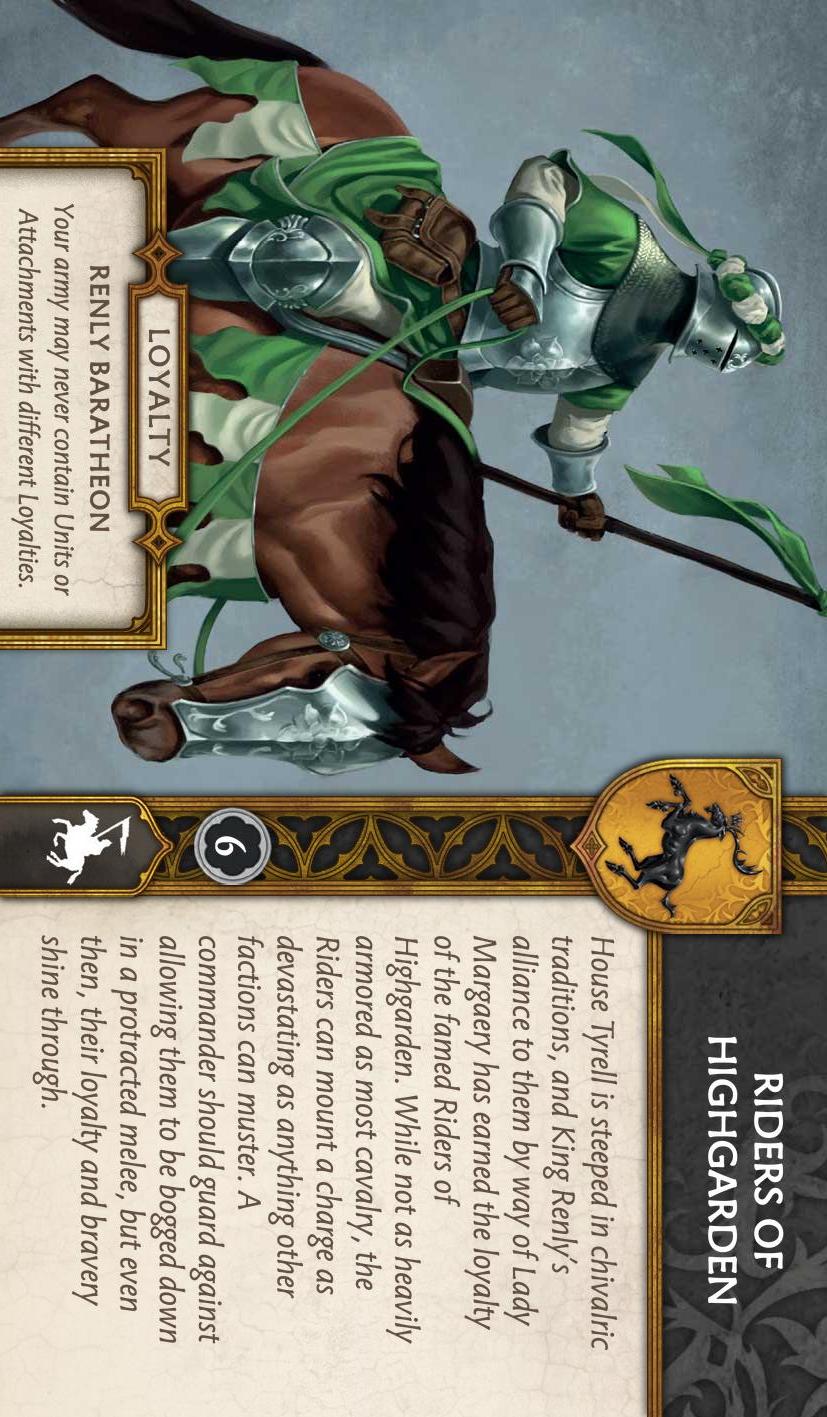 RIDERS OF
HIGHGARDEN
House Tyrell is steeped in chivalric
traditions, and King Renly's
alliance to them by way of Lady
Margaery has earned the loyalty
of the famed Riders of
Highgarden. While not as heavily
armored as most cavalry, the
Riders can mount a charge as
devastating as anything other
factions can muster. A
commander should guard against
allowing them to be bogged down
in a protracted melee, but even
then, their loyalty and bravery
shine through.
6
LOYALTY
RENLY BARATHEON
Your army may never contain Units or
Attachments with different Loyalties.